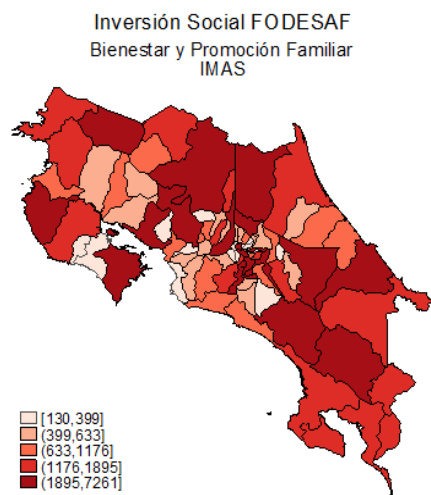 Inversión Social FODESAF
Bienestar y Promoción Familiar
IMAS
[130,399]
(399,633]
(633,1176]
(1176,1895]
(1895,7261]